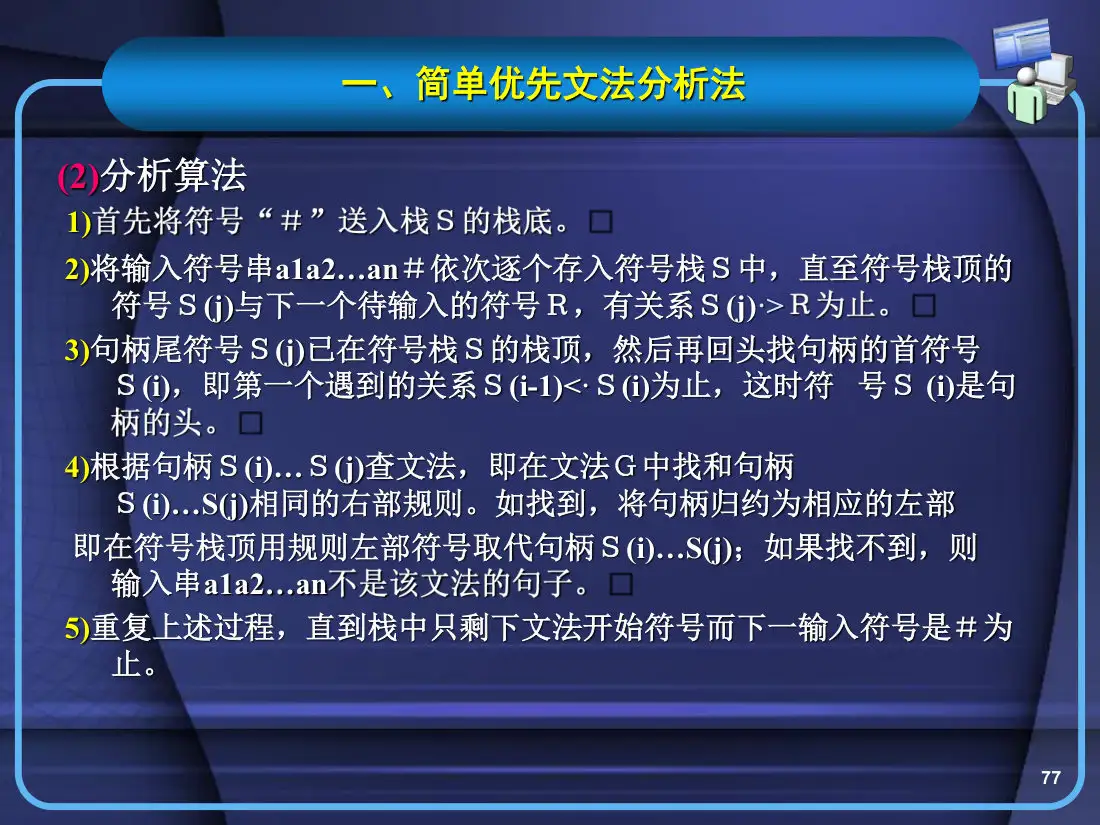 一、简单优先文法分析法
(2)分析算法
1)首先将符号“＃”送入栈Ｓ的栈底。□
2)将输入符号串a1a2…an＃依次逐个存入符号栈Ｓ中，直至符号栈顶的
符号Ｓ(j)与下一个待输入的符号Ｒ，有关系Ｓ(j)·>Ｒ为止。□
3)句柄尾符号Ｓ(j)已在符号栈Ｓ的栈顶，然后再回头找句柄的首符号
Ｓ(i)，即第一个遇到的关系Ｓ(i-1)<·Ｓ(i)为止，这时符　号Ｓ (i)是句
柄的头。□
4)根据句柄Ｓ(i)…Ｓ(j)查文法，即在文法Ｇ中找和句柄
Ｓ(i)…S(j)相同的右部规则。如找到，将句柄归约为相应的左部
即在符号栈顶用规则左部符号取代句柄Ｓ(i)…S(j)；如果找不到，则
输入串a1a2…an不是该文法的句子。□
5)重复上述过程，直到栈中只剩下文法开始符号而下一输入符号是＃为
止。
77